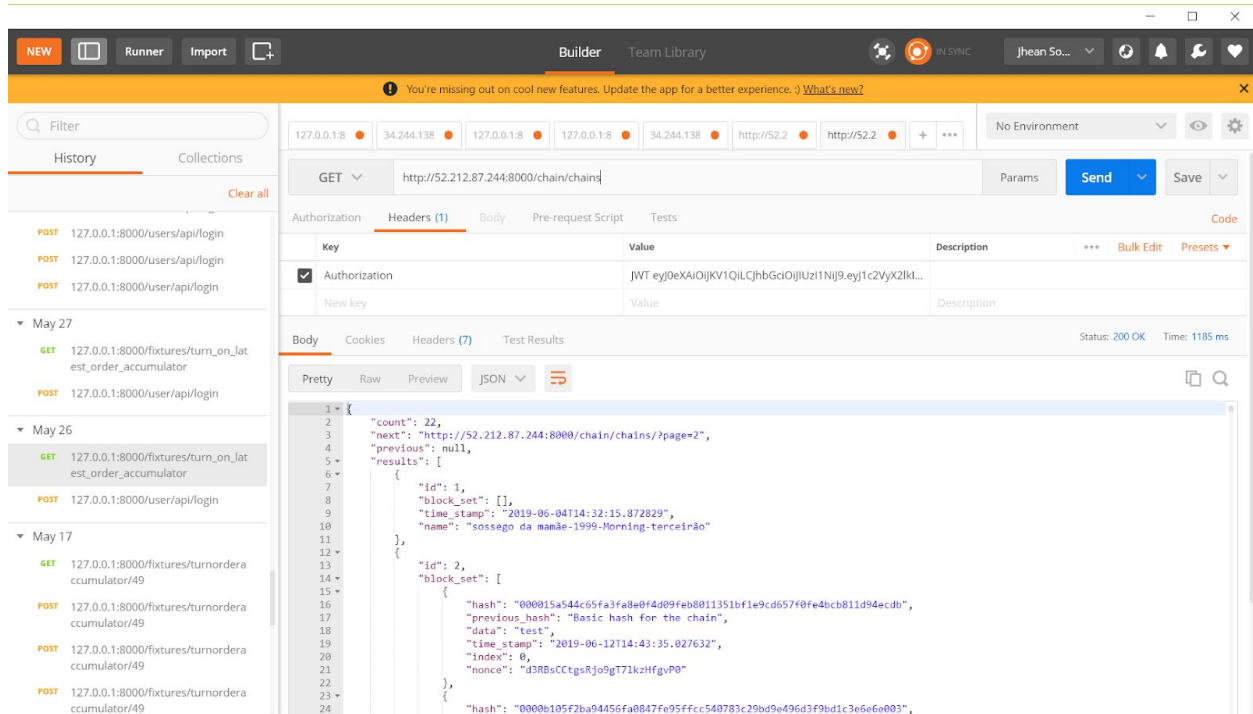 NEW Runner Import Builder Team Library IN SYNC Jhean So...
You're missing out on cool new features. Update the app for a better experience. :) What's new?
Filter
History Collections
Clear all
POST 127.0.0.1:8000/users/api/login
POST 127.0.0.1:8000/users/api/login
POST 127.0.0.1:8000/user/api/login
May 27
GET 127.0.0.1:8000/fixtures/turn_on_lat
est_order_accumulator
POST 127.0.0.1:8000/user/api/login
May 26
GET 127.0.0.1:8000/fixtures/turn_on_lat
est_order_accumulator
POST 127.0.0.1:8000/user/api/login
May 17
GET 127.0.0.1:8000/fixtures/turnordera
ccumulator/49
POST 127.0.0.1:8000/fixtures/turnordera
ccumulator/49
POST 127.0.0.1:8000/fixtures/turnordera
ccumulator/49
POST 127.0.0.1:8000/fixtures/turnordera
ccumulator/49
127.0.0.1:8 34.244.138 127.0.0.1:8 127.0.0.1:8 34.244.138 http://52.2 http://52.2 + ••• No Environment
GET http://52.212.87.244:8000/chain/chains Params Send Save
Authorization Headers (1) Body Pre-request Script Tests Code
Key Value Description ••• Bulk Edit Presets
Authorization JWT eyJ0eXAiOiJKV1QiLCJhbGciOiJIUzI1NiJ9.eyJ1c2VyX2lkI...
New key Value Description
Body Cookies Headers (7) Test Results Status: 200 OK Time: 1185 ms
Pretty Raw Preview JSON
1 {
2 "count": 22,
3 "next": "http://52.212.87.244:8000/chain/chains/?page=2",
4 "previous": null,
5 "results": [
6 {
7 "id": 1,
8 "block_set": [],
9 "time_stamp": "2019-06-04T14:32:15.872829",
10 "name": "sossego da mamãe-1999-Morning-terceirão"
11 },
12 {
13 "id": 2,
14 "block_set": [
15 {
16 "hash": "000015a544c65fa3fa8e0f4d09feb8011351bf1e9cd657f0fe4bcb811d94ecdb",
17 "previous_hash": "Basic hash for the chain",
18 "data": "test",
19 "time_stamp": "2019-06-12T14:43:35.027632",
20 "index": 0,
21 "nonce": "d3RBsCCtgsRjo9gT7lkzHfgvP0"
22 },
23 {
24 "hash": "0000b105f2ba94456fa0847fe95ffcc540783c29bd9e496d3f9bd1c3e6e6e003",